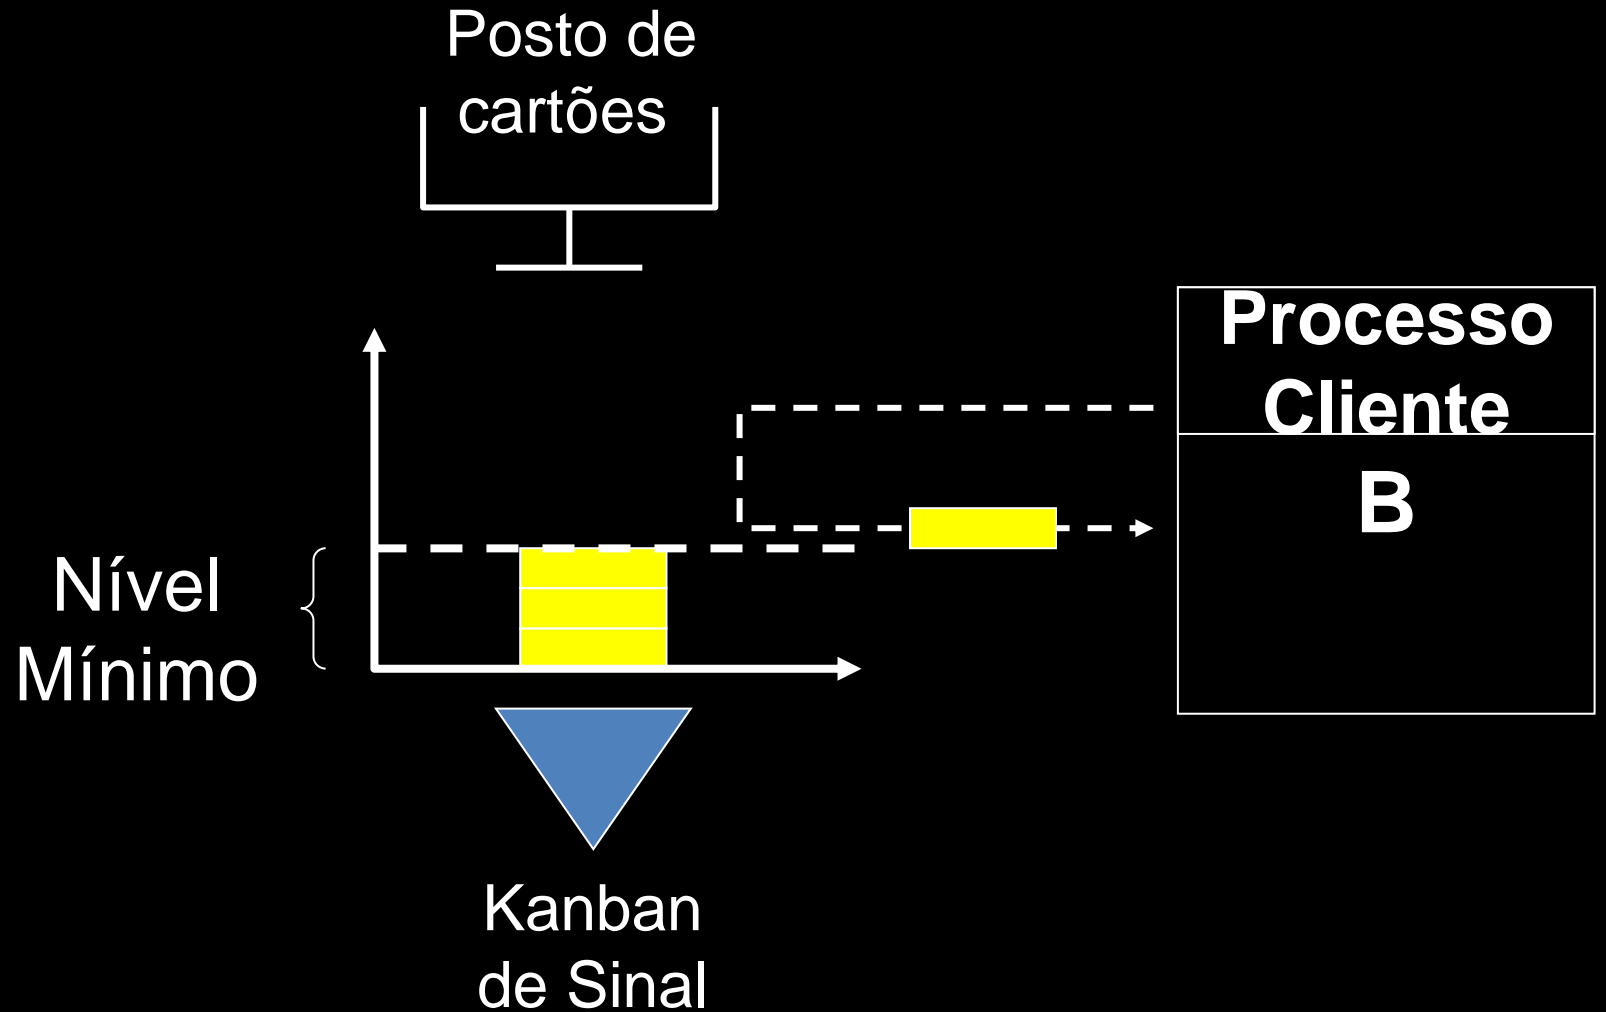 Posto de
cartões
Processo
Cliente
B
Nível
Mínimo
Kanban
de Sinal